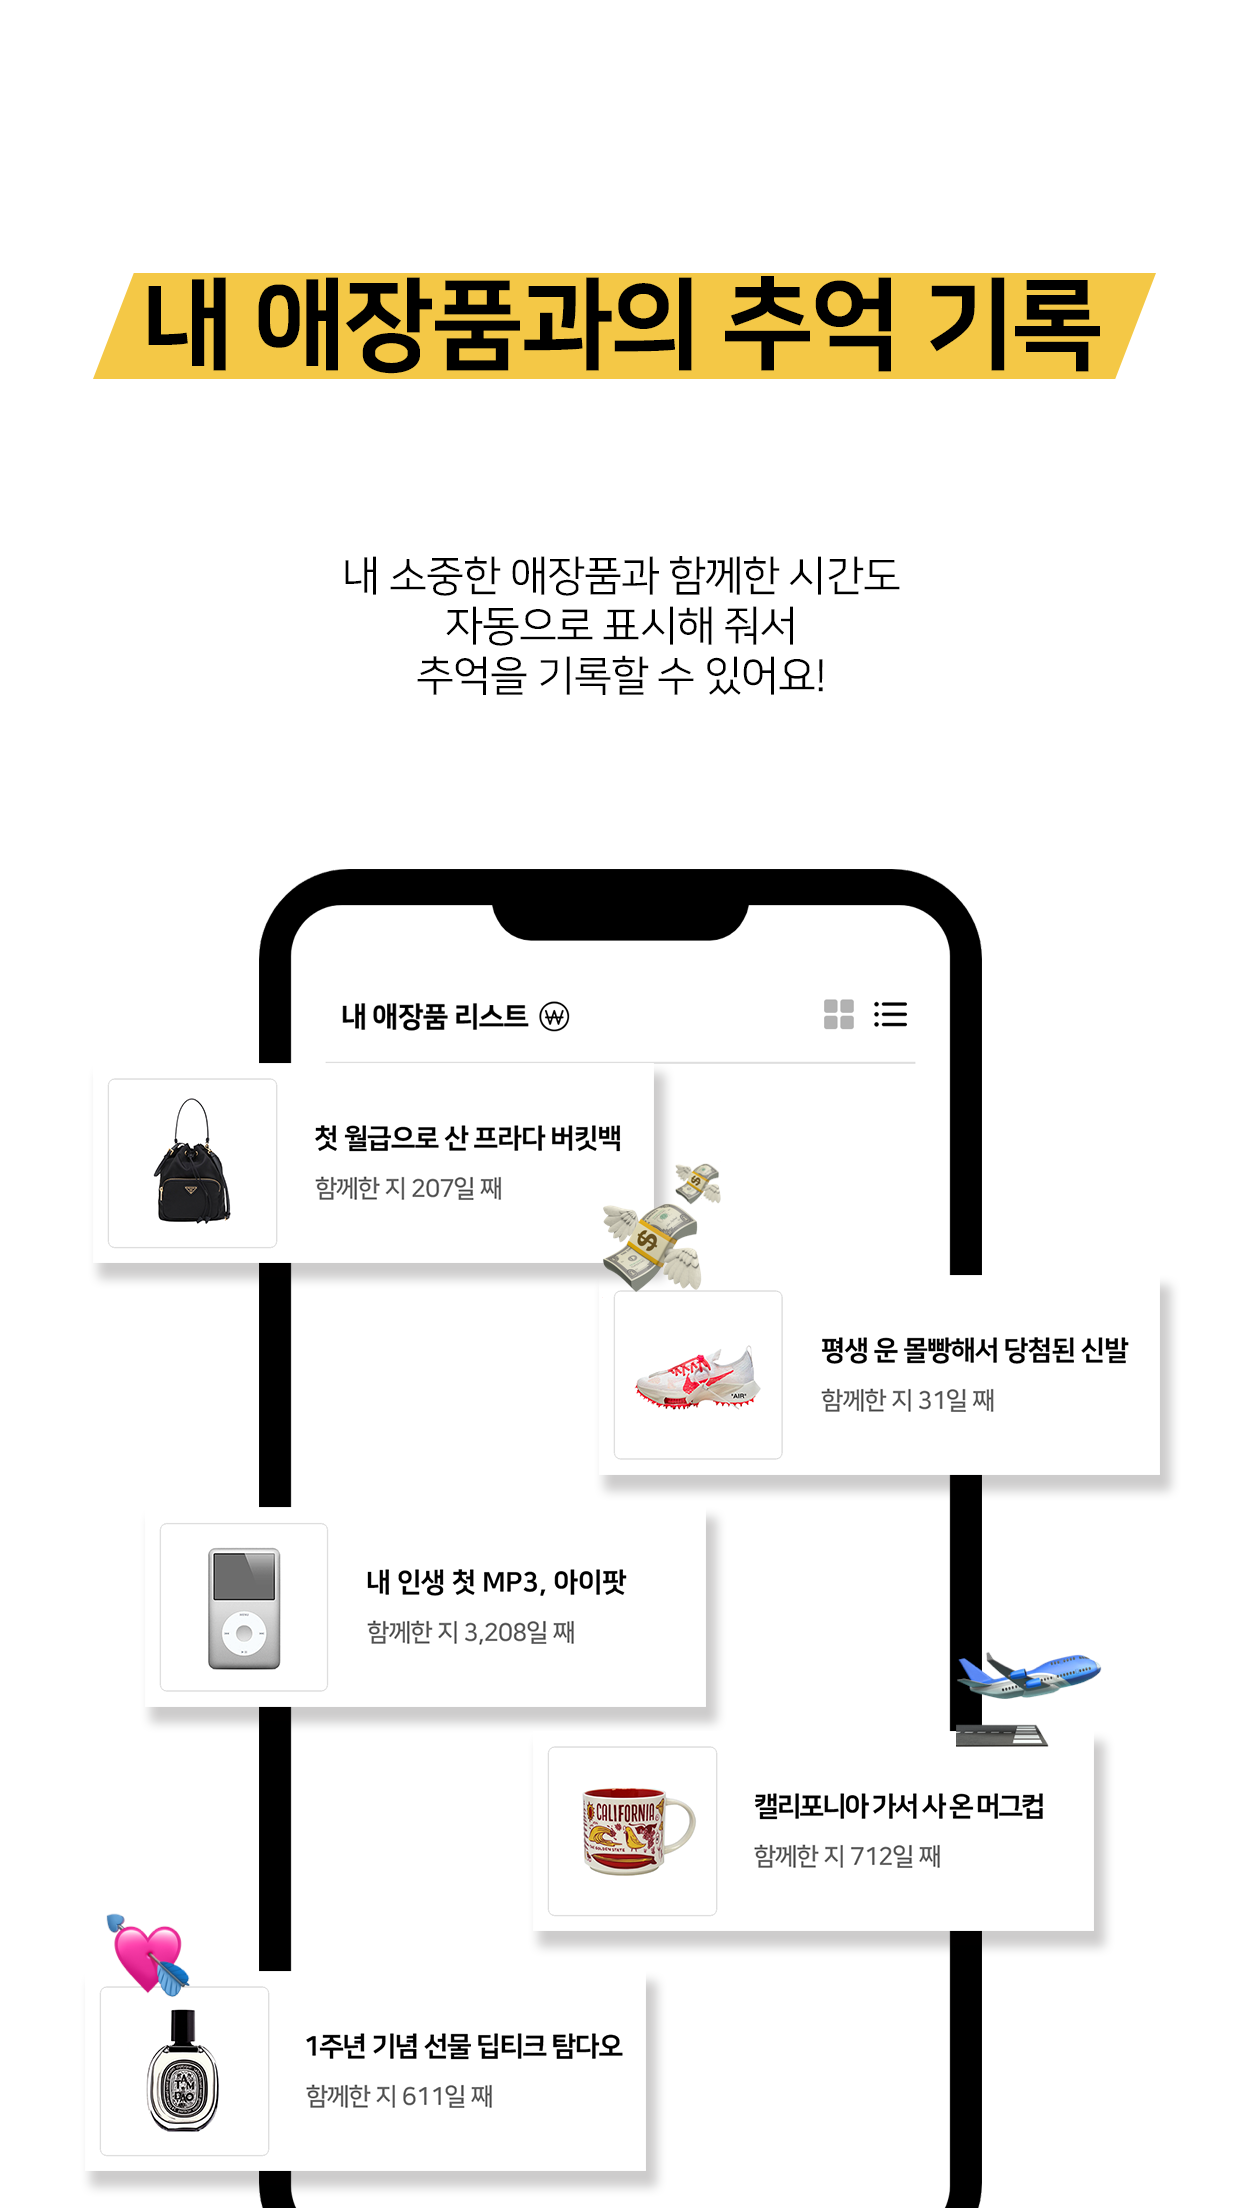 내 애장품과의 추억 기록
내 소중한 애장품과 함께한 시간도
자동으로 표시해 줘서
추억을 기록할 수 있어요!
내 애장품 리스트 ₩
첫 월급으로 산 프라다 버킷백
함께한 지 207일 째
평생 운 몰빵해서 당첨된 신발
함께한 지 31일 째
"AIR"
내 인생 첫 MP3, 아이팟
함께한 지 3,208일 째
캘리포니아 가서 사 온 머그컵
함께한 지 712일 째
CALIFORNIA
THE GOLDEN STATE
1주년 기념 선물 딥티크 탐다오
함께한 지 611일 째
TAM
DAO